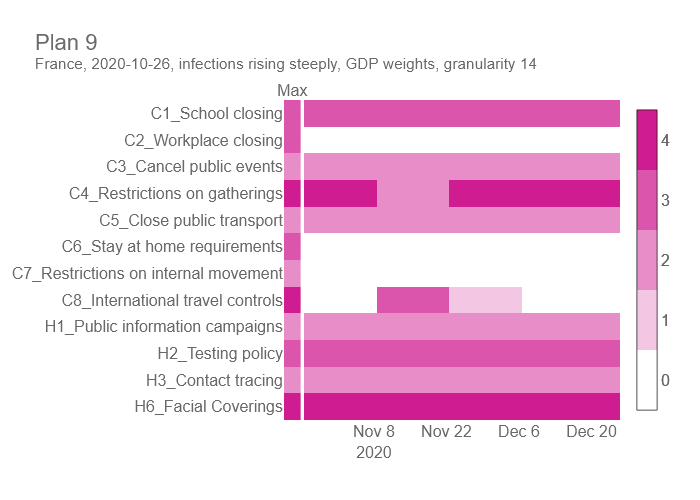 Plan 9
France, 2020-10-26, infections rising steeply, GDP weights, granularity 14
Max
C1_School closing
C2_Workplace closing
C3_Cancel public events
C4_Restrictions on gatherings
C5_Close public transport
C6_Stay at home requirements
C7_Restrictions on internal movement
C8_International travel controls
H1_Public information campaigns
H2_Testing policy
H3_Contact tracing
H6_Facial Coverings
Nov 8 Nov 22 Dec 6 Dec 20
2020
4
3
2
1
0